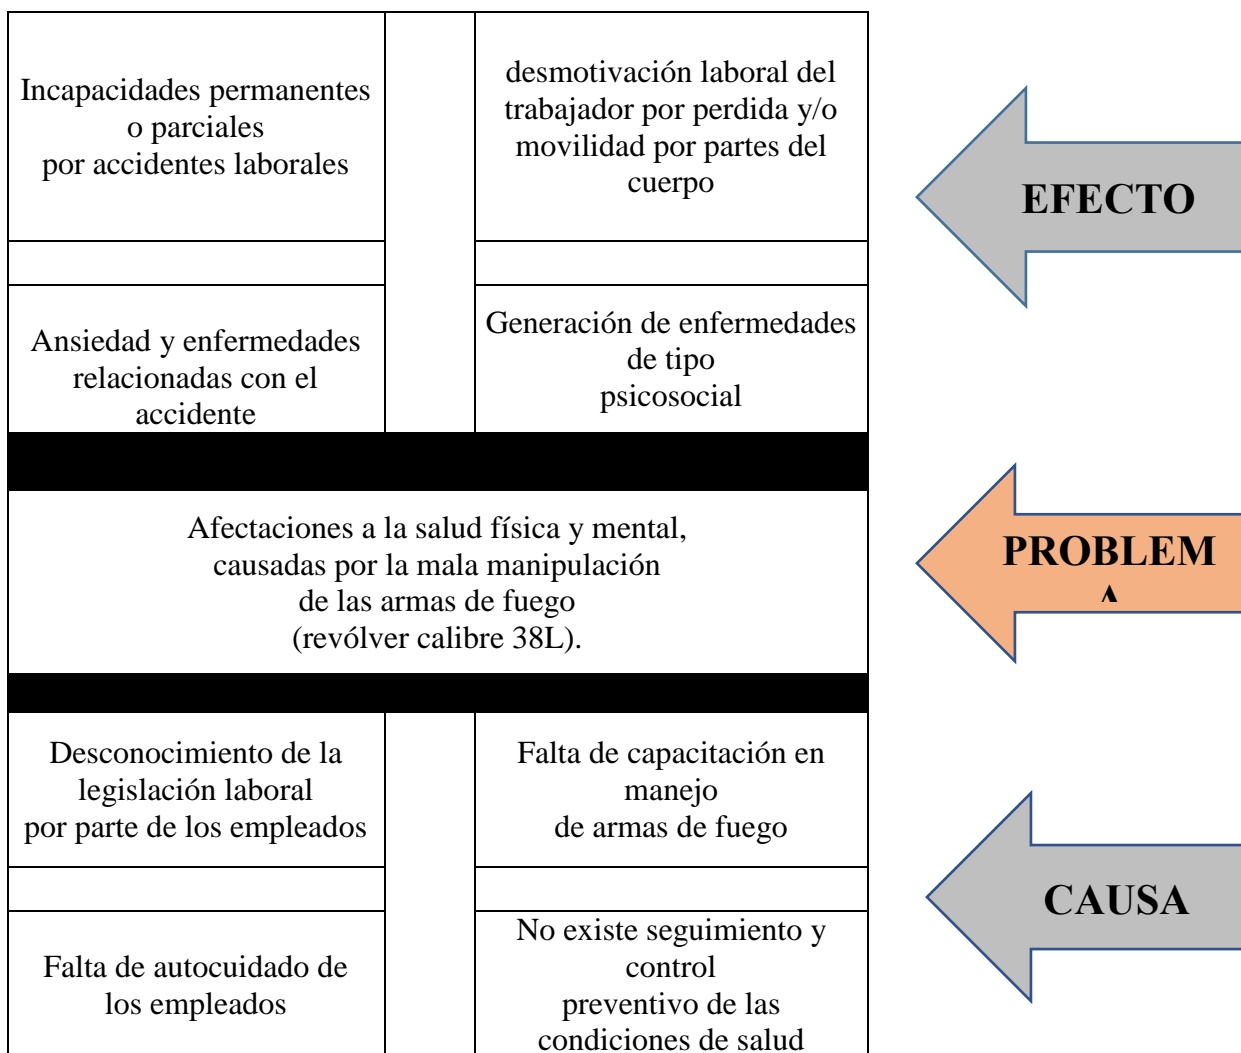 Incapacidades permanentes
o parciales
por accidentes laborales
desmotivación laboral del
trabajador por perdida y/o
movilidad por partes del
cuerpo
EFECTO
Ansiedad y enfermedades
relacionadas con el
accidente
Generación de enfermedades
de tipo
psicosocial
Afectaciones a la salud física y mental,
causadas por la mala manipulación
de las armas de fuego
(revólver calibre 38L).
PROBLEM
A
Desconocimiento de la
legislación laboral
por parte de los empleados
Falta de capacitación en
manejo
de armas de fuego
CAUSA
Falta de autocuidado de
los empleados
No existe seguimiento y
control
preventivo de las
condiciones de salud